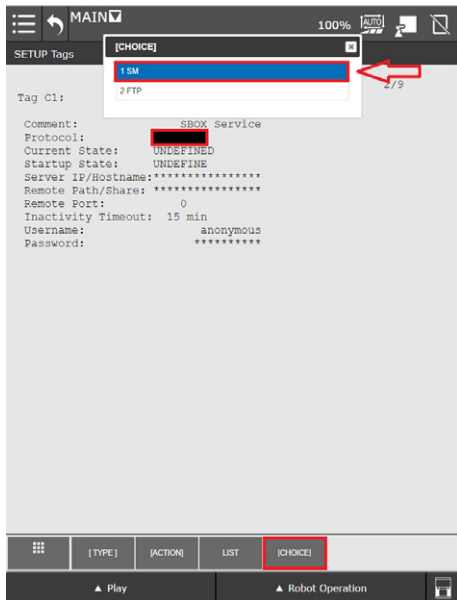 MAIN
100%
AUTO
SETUP Tags
[CHOICE]
1 SM
2 FTP
2/9
Tag C1:
Comment: SBOX Service
Protocol:
Current State: UNDEFINED
Startup State: UNDEFINE
Server IP/Hostname:****************
Remote Path/Share: ****************
Remote Port: 0
Inactivity Timeout: 15 min
Username: anonymous
Password: **********
[ TYPE ] [ACTION] LIST [CHOICE]
▲ Play ▲ Robot Operation